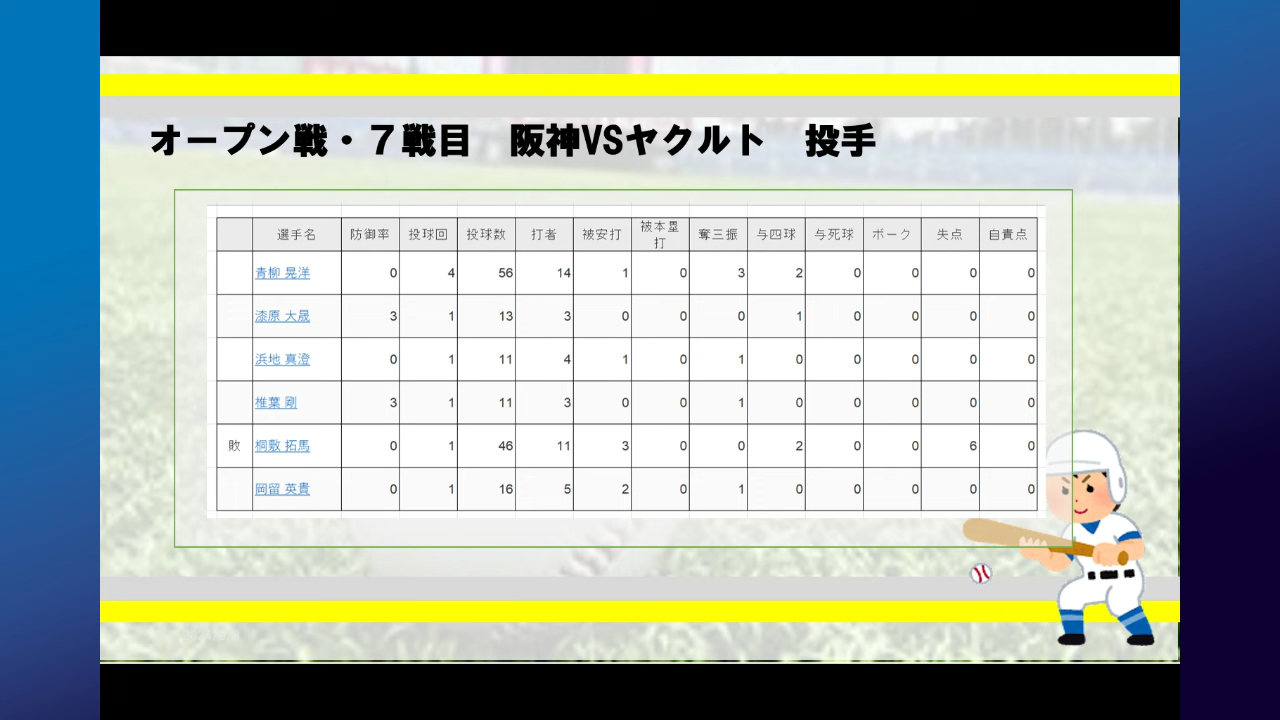 オープン戦・７戦目　阪神VSヤクルト　投手
選手名 防御率 投球回 投球数 打者 被安打 被本塁打 奪三振 与四球 与死球 ボーク 失点 自責点
青柳 晃洋 0 4 56 14 1 0 3 2 0 0 0 0
漆原 大晟 3 1 13 3 0 0 0 1 0 0 0 0
浜地 真澄 0 1 11 4 1 0 1 0 0 0 0 0
椎葉 剛 3 1 11 3 0 0 1 0 0 0 0 0
敗 桐敷 拓馬 0 1 46 11 3 0 0 2 0 0 6 0
岡留 英貴 0 1 16 5 2 0 1 0 0 0 0 0